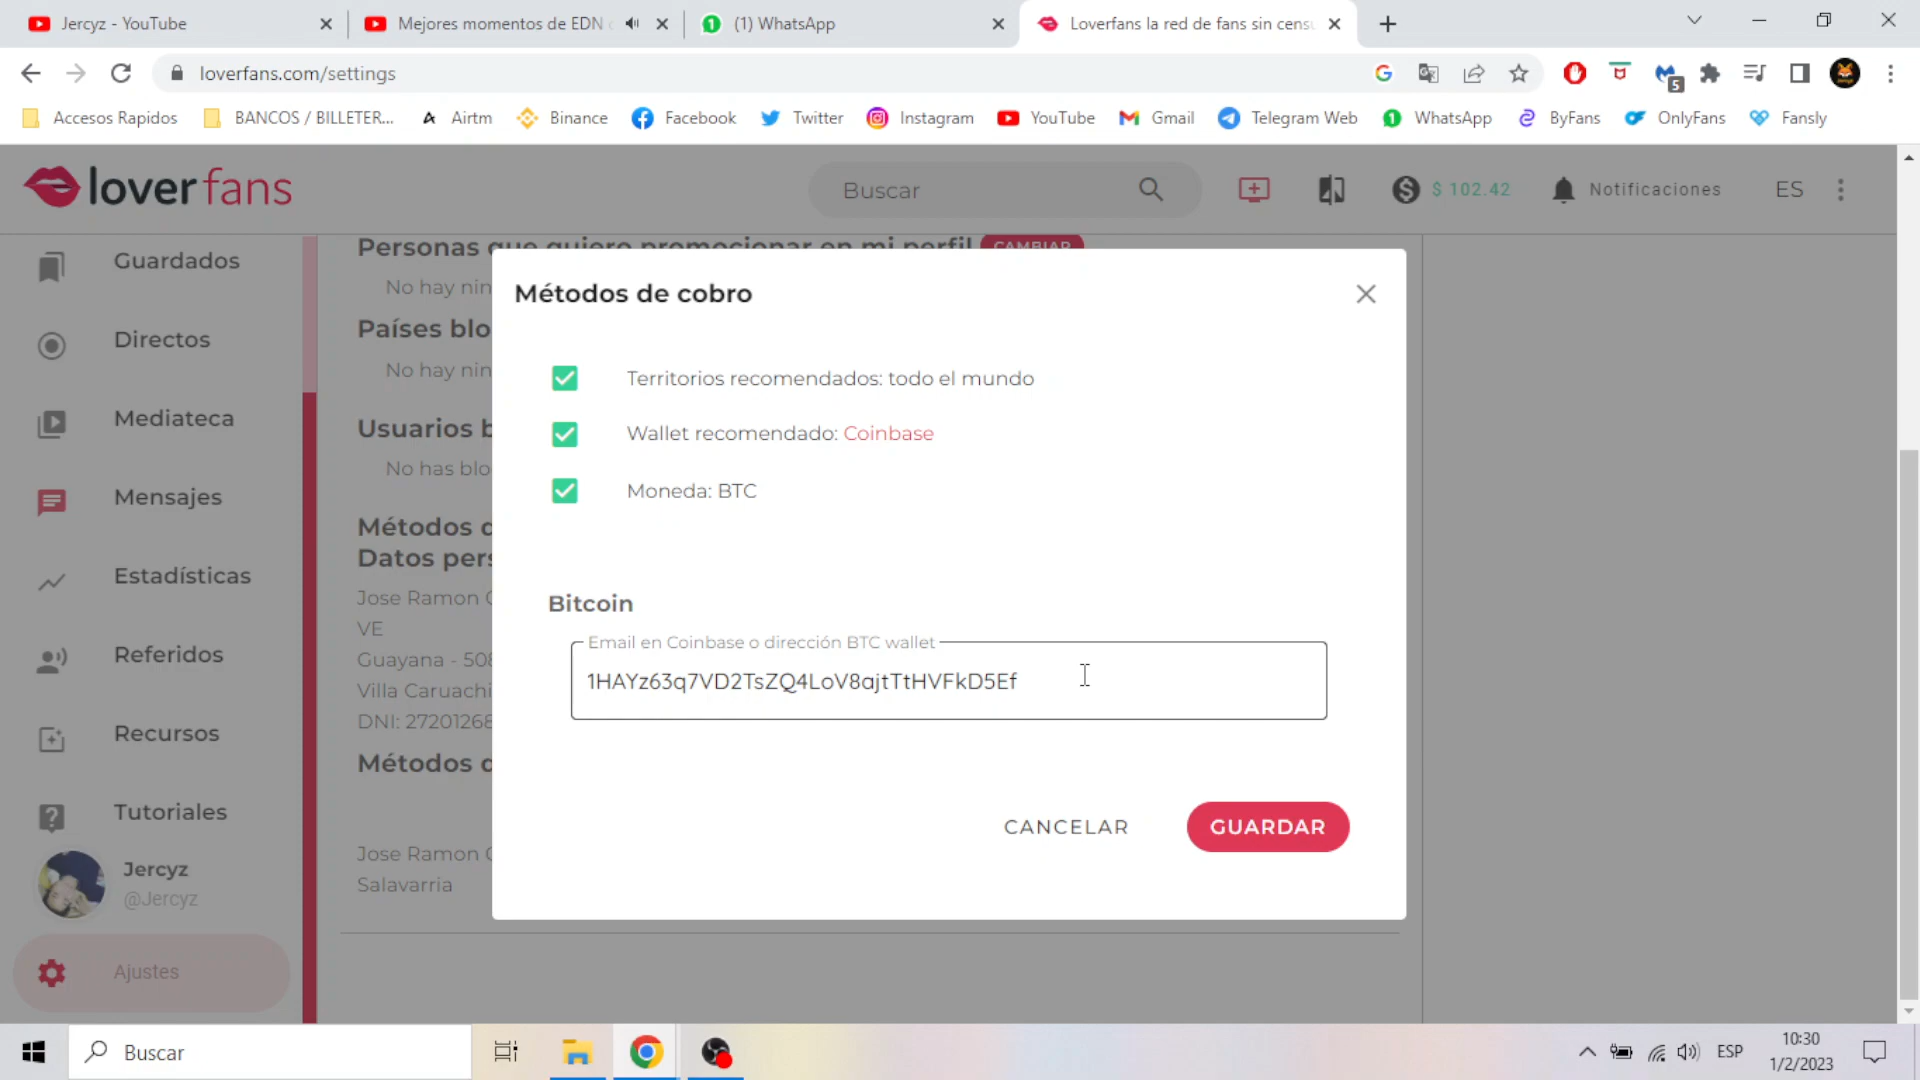 Jercyz - YouTube
Mejores momentos de EDN
(1) WhatsApp
Loverfans la red de fans sin censu
loverfans.com/settings
5
Accesos Rapidos
BANCOS / BILLETER...
Airtm
Binance
Facebook
Twitter
Instagram
YouTube
Gmail
Telegram Web
WhatsApp
ByFans
OnlyFans
Fansly
loverfans
Buscar
$ 102.42
Notificaciones
ES
Guardados
Directos
Mediateca
Mensajes
Estadísticas
Referidos
Recursos
Tutoriales
Jercyz
@Jercyz
Ajustes
Personas que quiero promocionar en mi perfil
CAMBIAR
No hay nin
Países blo
No hay nin
Usuarios b
No has blo
Métodos d
Datos pers
Jose Ramon
VE
Guayana - 508
Villa Caruachi
DNI: 27201268
Métodos d
Jose Ramon
Salavarria
Métodos de cobro
Territorios recomendados: todo el mundo
Wallet recomendado: Coinbase
Moneda: BTC
Bitcoin
Email en Coinbase o dirección BTC wallet
1HAYz63q7VD2TsZQ4LoV8ajtTtHVFkD5Ef
CANCELAR
GUARDAR
Buscar
ESP
10:30
1/2/2023